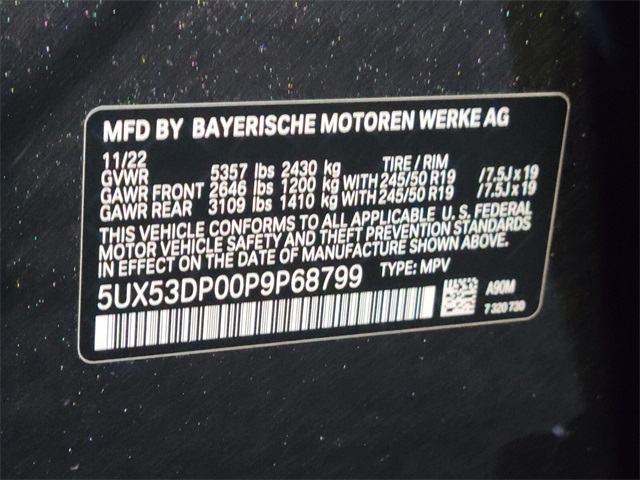 MFD BY BAYERISCHE MOTOREN WERKE AG
11/22 TIRE / RIM
GVWR 5357 lbs 2430 kg
GAWR FRONT 2646 lbs 1200 kg WITH 245/50 R19 /7.5J x 19
GAWR REAR 3109 lbs 1410 kg WITH 245/50 R19 /7.5J x 19
THIS VEHICLE CONFORMS TO ALL APPLICABLE U. S. FEDERAL
MOTOR VEHICLE SAFETY AND THEFT PREVENTION STANDARDS
IN EFFECT ON THE DATE OF MANUFACTURE SHOWN ABOVE.
5UX53DP00P9P68799 TYPE: MPV
A90M
7 320 730